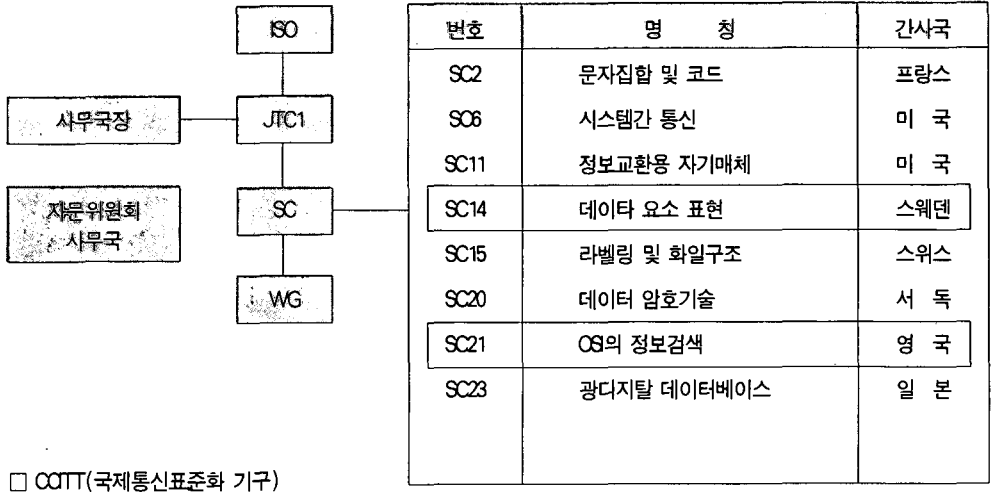 ISO
사무국장
JTC1
자문위원회
사무국
SC
WG
번호 명 칭 간사국
SC2 문자집합 및 코드 프랑스
SC6 시스템간 통신 미 국
SC11 정보교환용 자기매체 미 국
SC14 데이타 요소 표현 스웨덴
SC15 라벨링 및 화일구조 스위스
SC20 데이터 암호기술 서 독
SC21 OSI의 정보검색 영 국
SC23 광디지탈 데이터베이스 일 본
□ CCITT(국제통신표준화 기구)